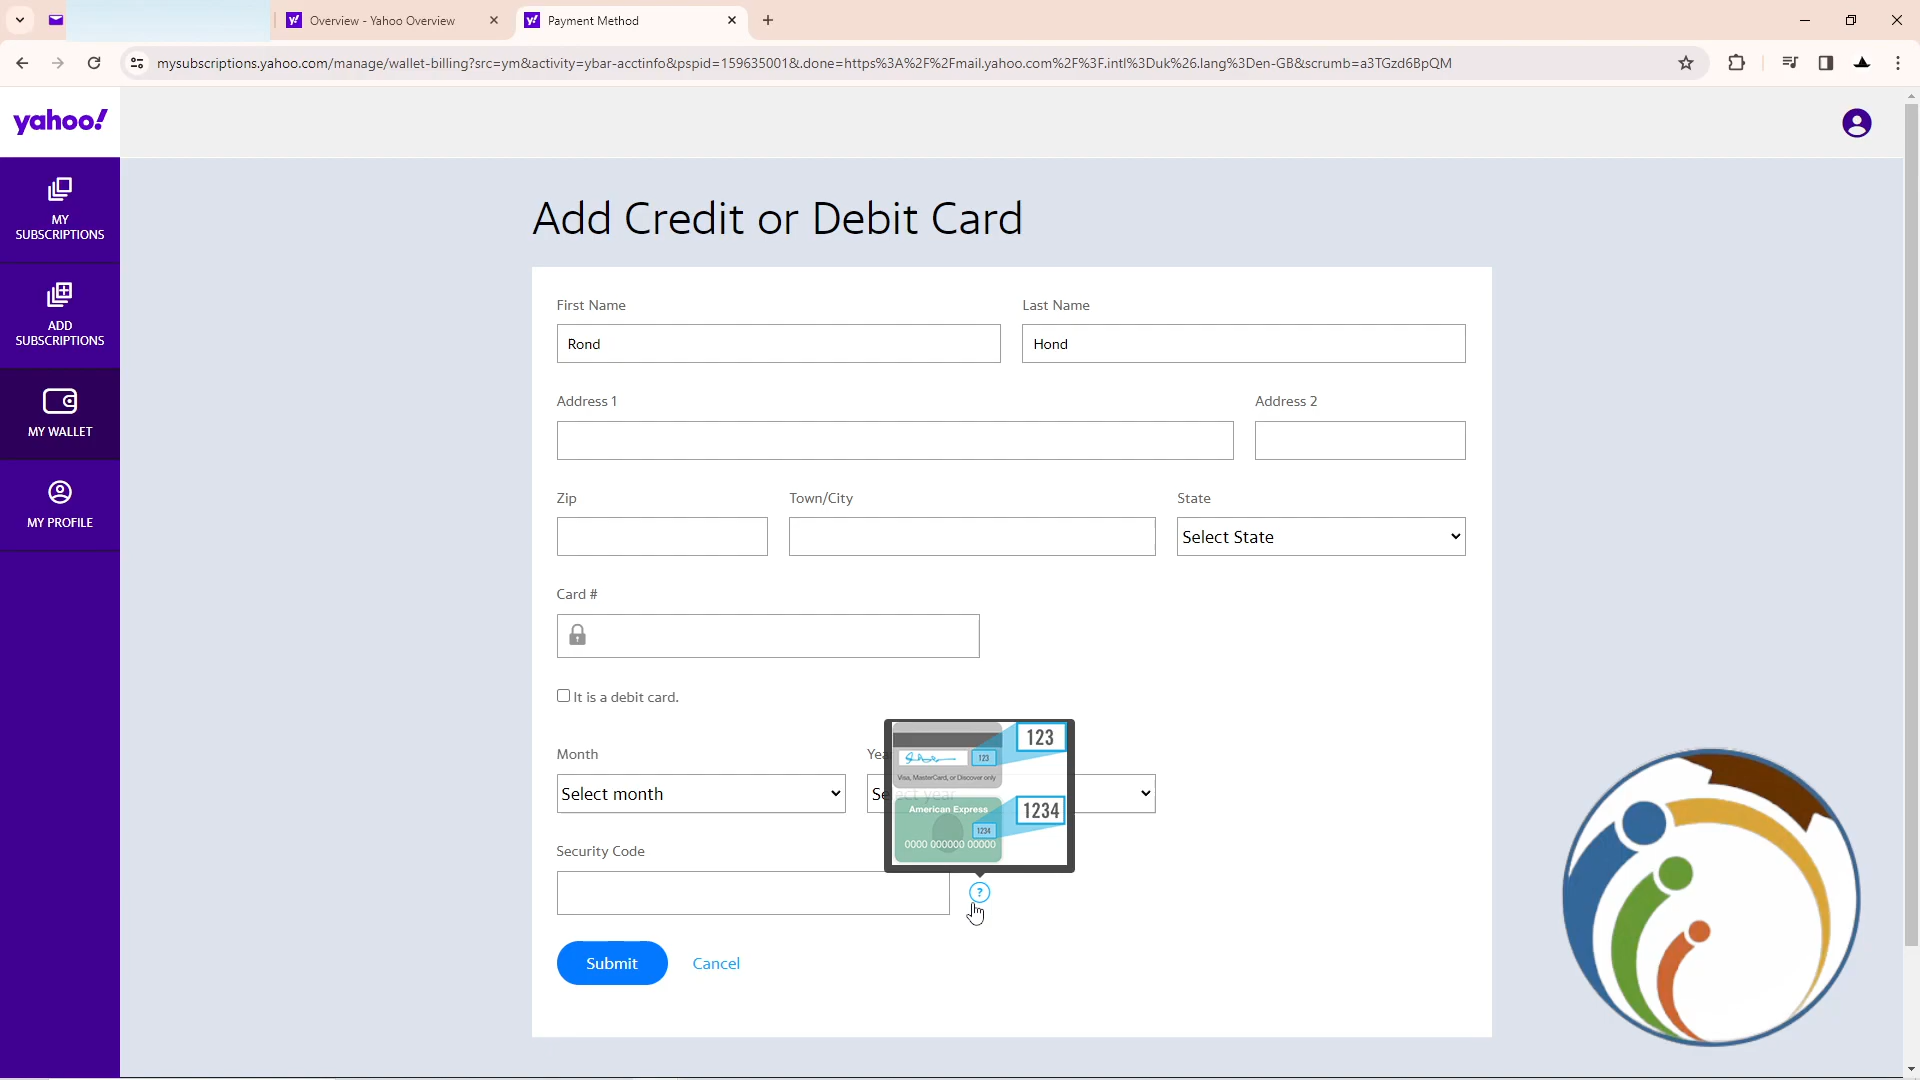 Overview - Yahoo Overview
Payment Method
mysubscriptions.yahoo.com/manage/wallet-billing?src=ym&activity=ybar-acctinfo&pspid=159635001&.done=https%3A%2F%2Fmail.yahoo.com%2F%3F.intl%3Duk%26.lang%3Den-GB&scrumb=a3TGzd6BpQM
yahoo!
MY
SUBSCRIPTIONS
ADD
SUBSCRIPTIONS
MY WALLET
MY PROFILE
Add Credit or Debit Card
First Name
Last Name
Rond
Hond
Address 1
Address 2
Zip
Town/City
State
Select State
Card #
It is a debit card.
Month
Year
Select month
Select year
123
123
Visa, MasterCard, or Discover only
American Express
1234
1234
0000 000000 00000
Security Code
?
Submit
Cancel